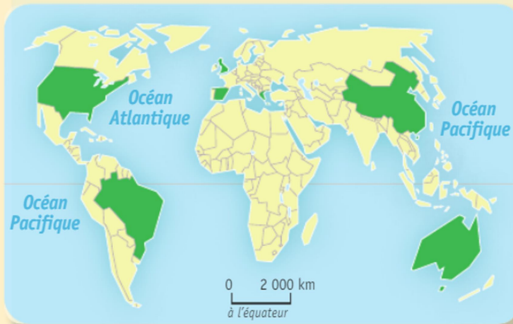 Océan
Atlantique
Océan
Pacifique
Océan
Pacifique
0 2 000 km
à l'équateur